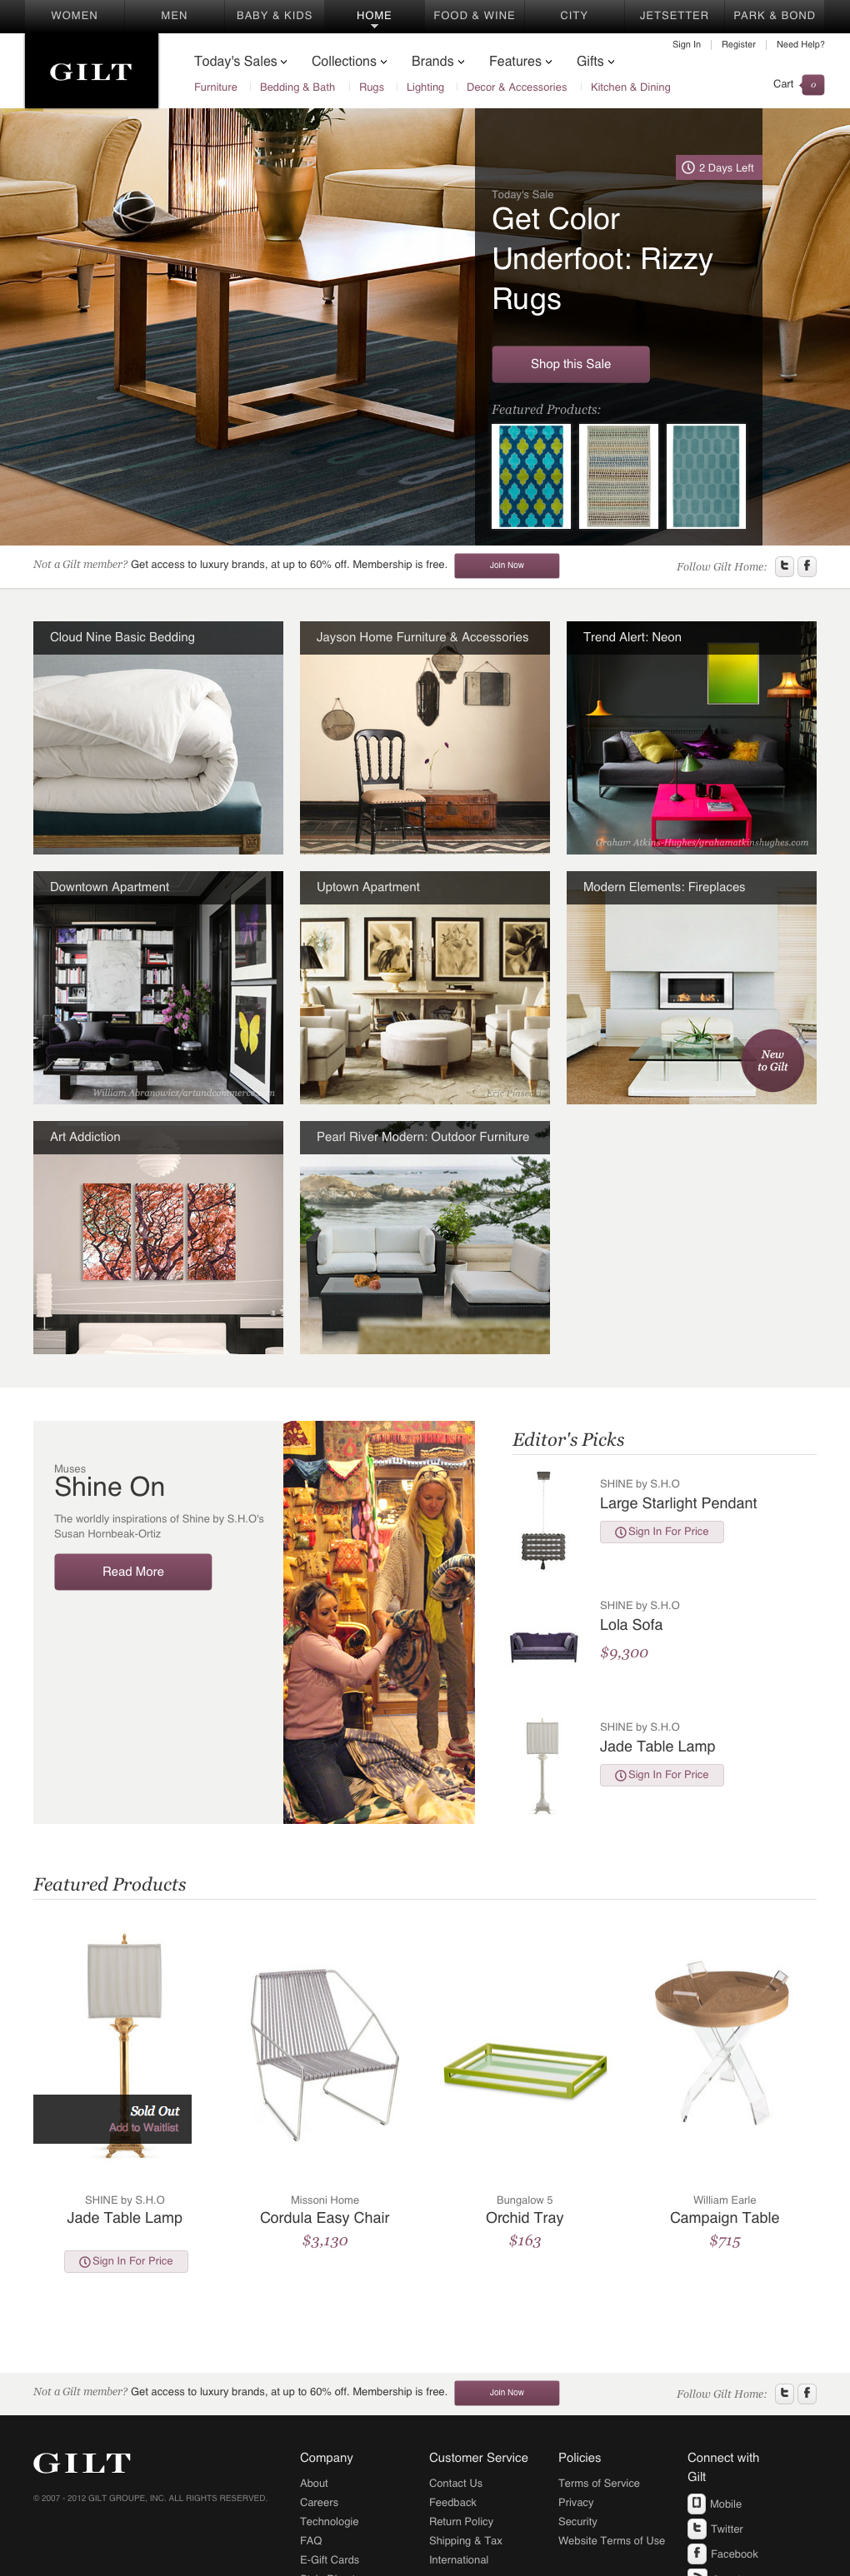 WOMEN MEN BABY & KIDS HOME FOOD & WINE CITY JETSETTER PARK & BOND
Sign In Register Need Help?
GILT
Today's Sales Collections Brands Features Gifts
Furniture Bedding & Bath Rugs Lighting Decor & Accessories Kitchen & Dining
Cart 0
2 Days Left
Today's Sale
Get Color
Underfoot: Rizzy
Rugs
Shop this Sale
Featured Products:
Not a Gilt member? Get access to luxury brands, at up to 60% off. Membership is free. Join Now
Follow Gilt Home:
Cloud Nine Basic Bedding
Jayson Home Furniture & Accessories
Trend Alert: Neon
Graham Atkins-Hughes/grahamatkinshughes.com
Downtown Apartment
William Abranowicz/artandcommerce.com
Uptown Apartment
Eric Piasecki
Modern Elements: Fireplaces
New
to Gilt
Art Addiction
Pearl River Modern: Outdoor Furniture
Muses
Shine On
The worldly inspirations of Shine by S.H.O's
Susan Hornbeak-Ortiz
Read More
Editor's Picks
SHINE by S.H.O
Large Starlight Pendant
Sign In For Price
SHINE by S.H.O
Lola Sofa
$9,300
SHINE by S.H.O
Jade Table Lamp
Sign In For Price
Featured Products
Sold Out
Add to Waitlist
SHINE by S.H.O
Jade Table Lamp
Sign In For Price
Missoni Home
Cordula Easy Chair
$3,130
Bungalow 5
Orchid Tray
$163
William Earle
Campaign Table
$715
Not a Gilt member? Get access to luxury brands, at up to 60% off. Membership is free. Join Now
Follow Gilt Home:
GILT
© 2007 - 2012 GILT GROUPE, INC. ALL RIGHTS RESERVED.
Company
About
Careers
Technologie
FAQ
E-Gift Cards
Customer Service
Contact Us
Feedback
Return Policy
Shipping & Tax
International
Policies
Terms of Service
Privacy
Security
Website Terms of Use
Connect with
Gilt
Mobile
Twitter
Facebook